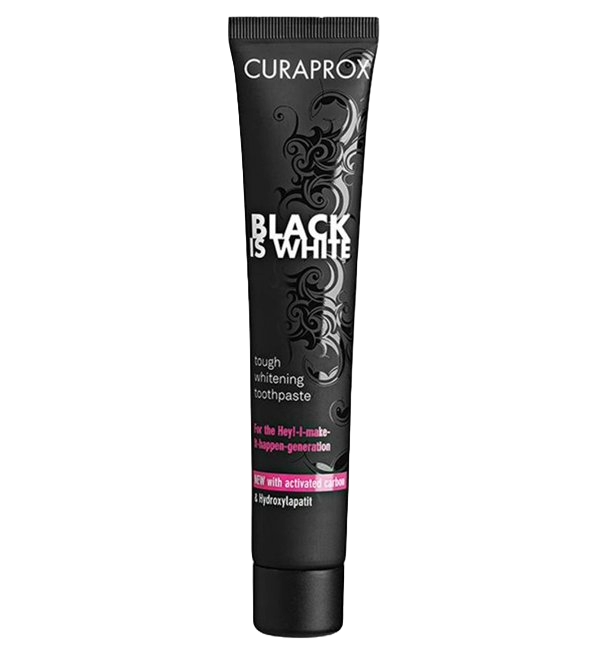 CURAPROX
BLACK
IS WHITE
tough
whitening
toothpaste
For the Hey!-I-make-
it-happen-generation
NEW with activated carbon
& Hydroxylapatit